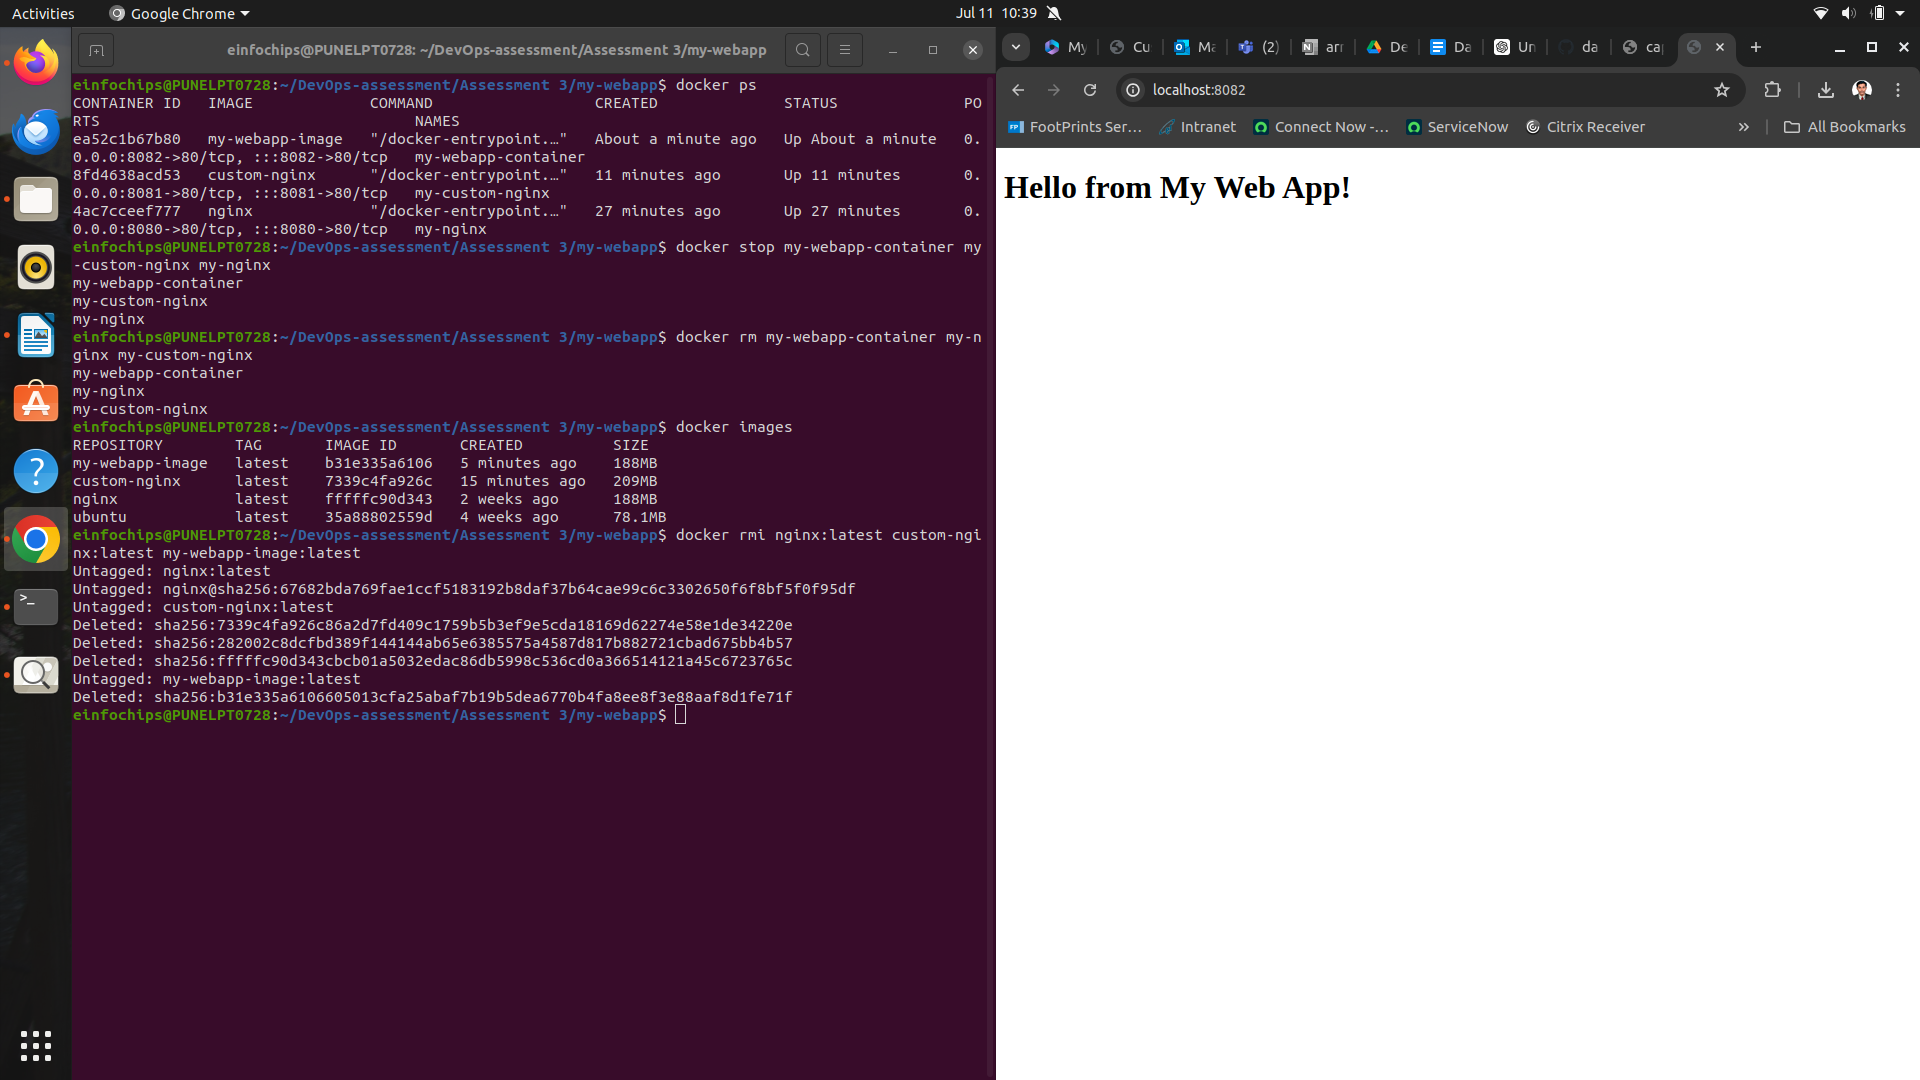 Activities
Google Chrome
Jul 11 10:39
einfochips@PUNELPT0728: ~/DevOps-assessment/Assessment 3/my-webapp
einfochips@PUNELPT0728:~/DevOps-assessment/Assessment 3/my-webapp$ docker ps
CONTAINER ID   IMAGE             COMMAND                  CREATED              STATUS              PO
RTS                                   NAMES
ea52c1b67b80   my-webapp-image   "/docker-entrypoint.…"   About a minute ago   Up About a minute   0.
0.0.0:8082->80/tcp, :::8082->80/tcp   my-webapp-container
8fd4638acd53   custom-nginx      "/docker-entrypoint.…"   11 minutes ago       Up 11 minutes       0.
0.0.0:8081->80/tcp, :::8081->80/tcp   my-custom-nginx
4ac7cceef777   nginx             "/docker-entrypoint.…"   27 minutes ago       Up 27 minutes       0.
0.0.0:8080->80/tcp, :::8080->80/tcp   my-nginx
einfochips@PUNELPT0728:~/DevOps-assessment/Assessment 3/my-webapp$ docker stop my-webapp-container my
-custom-nginx my-nginx
my-webapp-container
my-custom-nginx
my-nginx
einfochips@PUNELPT0728:~/DevOps-assessment/Assessment 3/my-webapp$ docker rm my-webapp-container my-n
ginx my-custom-nginx
my-webapp-container
my-nginx
my-custom-nginx
einfochips@PUNELPT0728:~/DevOps-assessment/Assessment 3/my-webapp$ docker images
REPOSITORY        TAG       IMAGE ID       CREATED          SIZE
my-webapp-image   latest    b31e335a6106   5 minutes ago    188MB
custom-nginx      latest    7339c4fa926c   15 minutes ago   209MB
nginx             latest    fffffc90d343   2 weeks ago      188MB
ubuntu            latest    35a88802559d   4 weeks ago      78.1MB
einfochips@PUNELPT0728:~/DevOps-assessment/Assessment 3/my-webapp$ docker rmi nginx:latest custom-ngi
nx:latest my-webapp-image:latest
Untagged: nginx:latest
Untagged: nginx@sha256:67682bda769fae1ccf5183192b8daf37b64cae99c6c3302650f6f8bf5f0f95df
Untagged: custom-nginx:latest
Deleted: sha256:7339c4fa926c86a2d7fd409c1759b5b3ef9e5cda18169d62274e58e1de34220e
Deleted: sha256:282002c8dcfbd389f144144ab65e6385575a4587d817b882721cbad675bb4b57
Deleted: sha256:fffffc90d343cbcb01a5032edac86db5998c536cd0a366514121a45c6723765c
Untagged: my-webapp-image:latest
Deleted: sha256:b31e335a6106605013cfa25abaf7b19b5dea6770b4fa8ee8f3e88aaf8d1fe71f
einfochips@PUNELPT0728:~/DevOps-assessment/Assessment 3/my-webapp$
My Cu Ma (2) arr De Da Un da ca
localhost:8082
FootPrints Ser... Intranet Connect Now -... ServiceNow Citrix Receiver » All Bookmarks
Hello from My Web App!